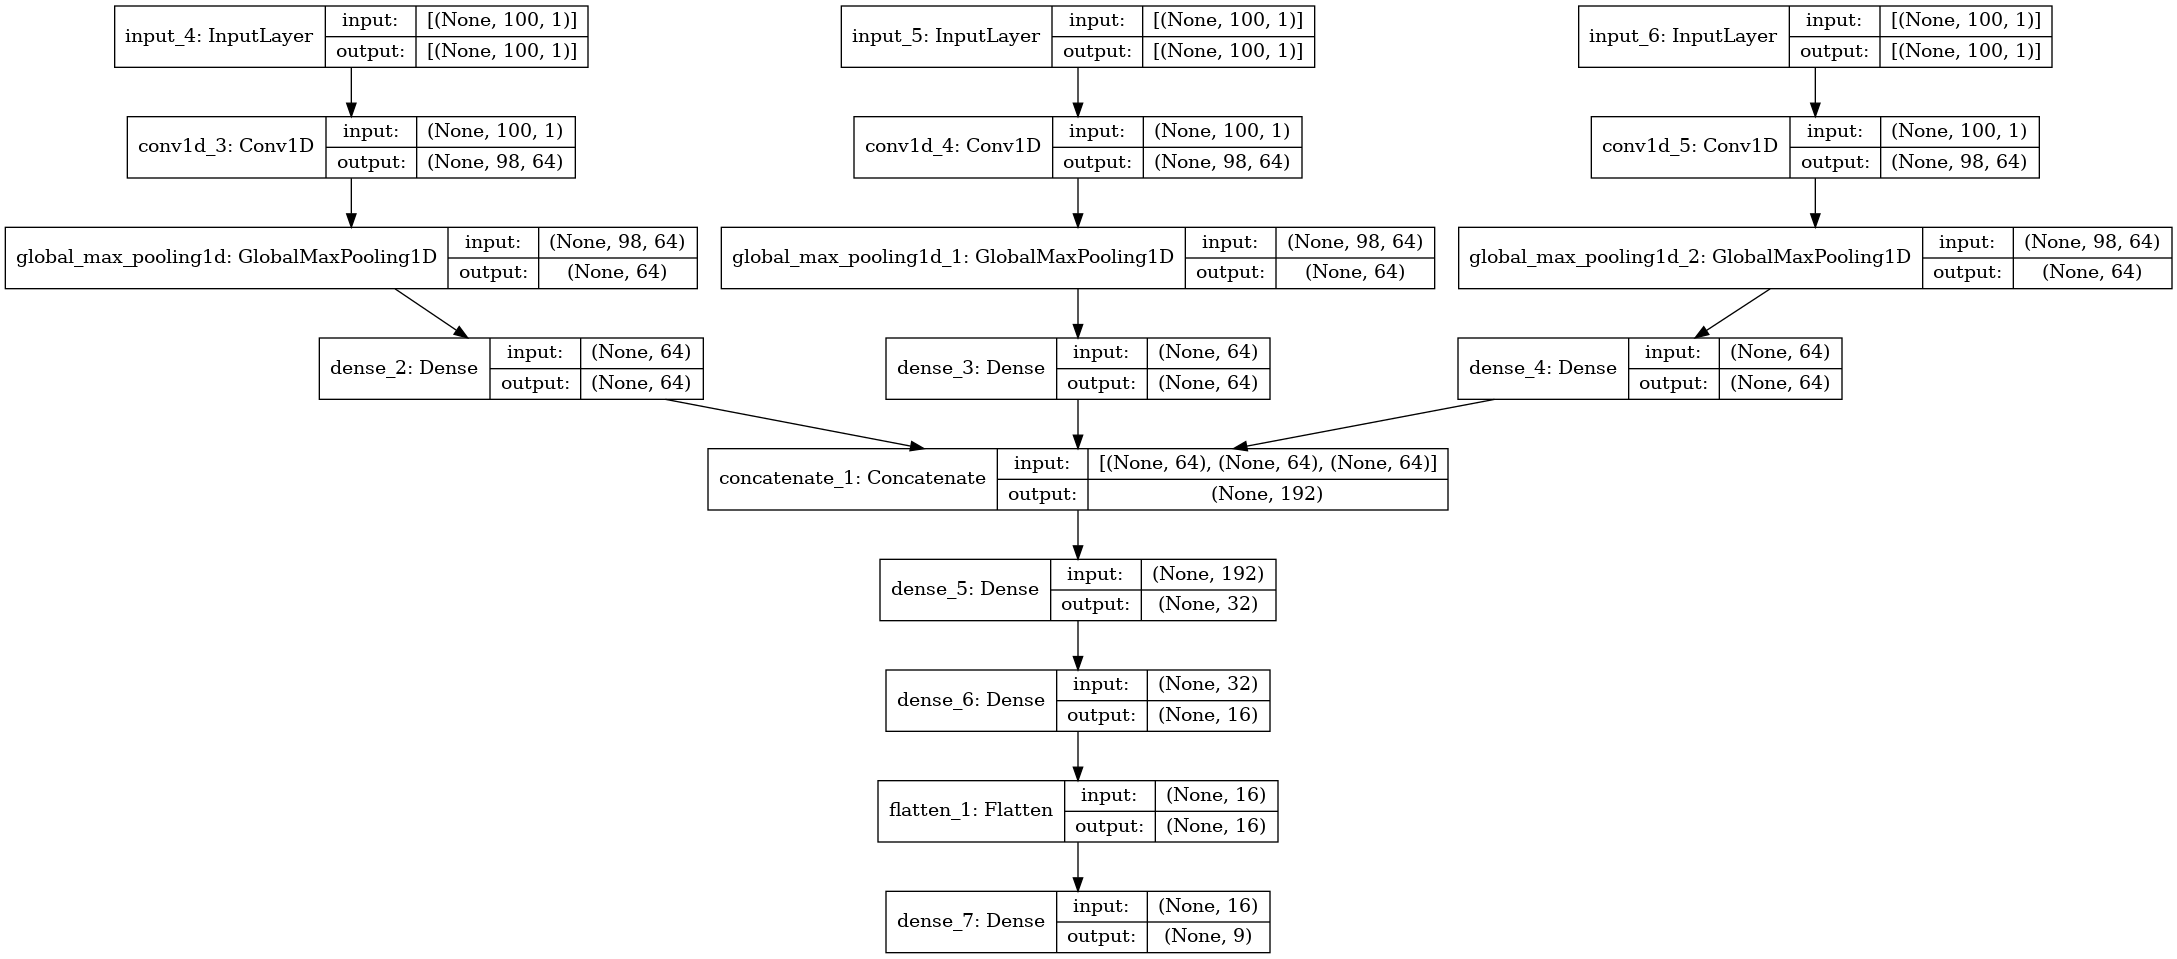 input_4: InputLayer input: [(None, 100, 1)]
output: [(None, 100, 1)]
input_5: InputLayer input: [(None, 100, 1)]
output: [(None, 100, 1)]
input_6: InputLayer input: [(None, 100, 1)]
output: [(None, 100, 1)]
conv1d_3: Conv1D input: (None, 100, 1)
output: (None, 98, 64)
conv1d_4: Conv1D input: (None, 100, 1)
output: (None, 98, 64)
conv1d_5: Conv1D input: (None, 100, 1)
output: (None, 98, 64)
global_max_pooling1d: GlobalMaxPooling1D input: (None, 98, 64)
output: (None, 64)
global_max_pooling1d_1: GlobalMaxPooling1D input: (None, 98, 64)
output: (None, 64)
global_max_pooling1d_2: GlobalMaxPooling1D input: (None, 98, 64)
output: (None, 64)
dense_2: Dense input: (None, 64)
output: (None, 64)
dense_3: Dense input: (None, 64)
output: (None, 64)
dense_4: Dense input: (None, 64)
output: (None, 64)
concatenate_1: Concatenate input: [(None, 64), (None, 64), (None, 64)]
output: (None, 192)
dense_5: Dense input: (None, 192)
output: (None, 32)
dense_6: Dense input: (None, 32)
output: (None, 16)
flatten_1: Flatten input: (None, 16)
output: (None, 16)
dense_7: Dense input: (None, 16)
output: (None, 9)